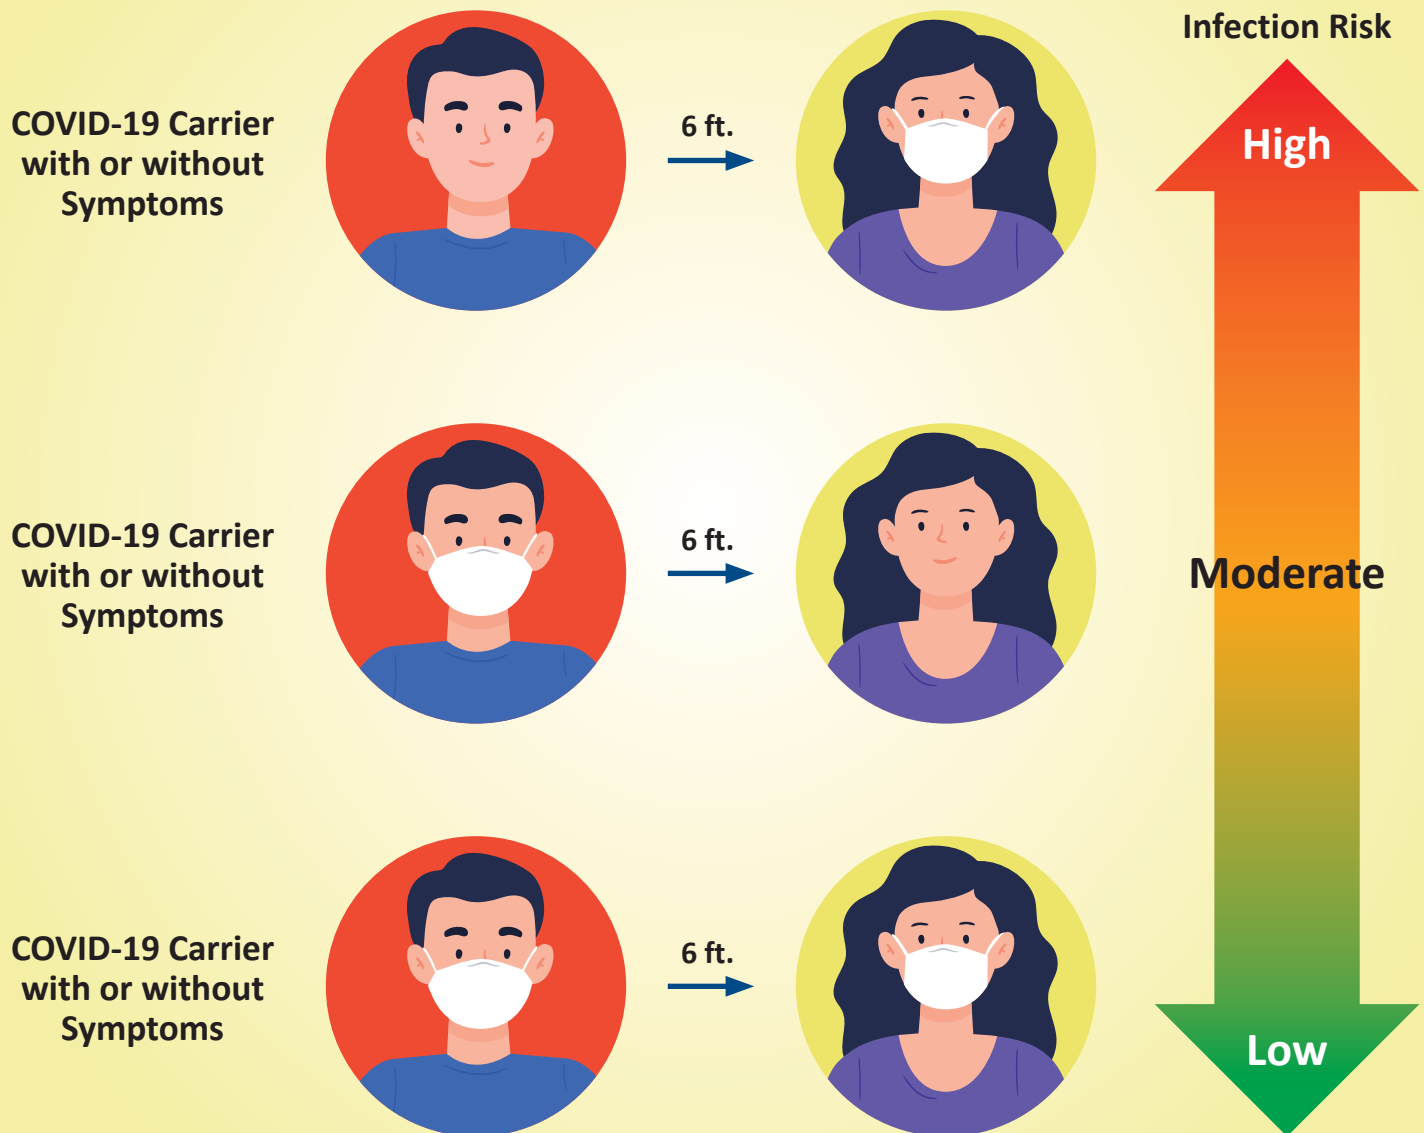 Infection Risk
COVID-19 Carrier
with or without
Symptoms
6 ft.
High
COVID-19 Carrier
with or without
Symptoms
6 ft.
Moderate
COVID-19 Carrier
with or without
Symptoms
6 ft.
Low